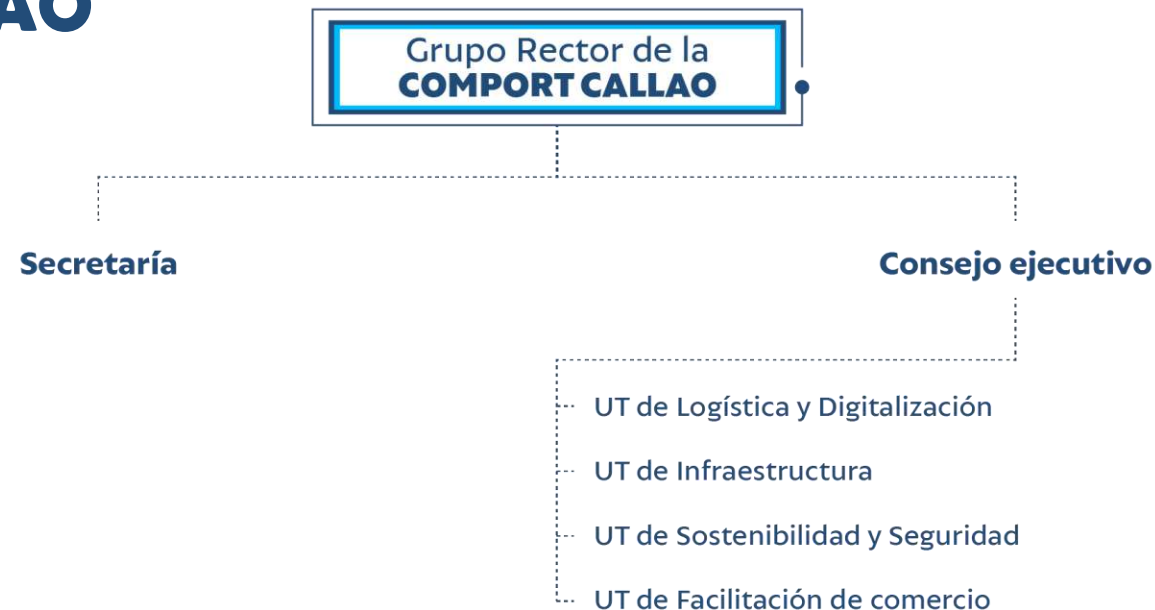 AO
Grupo Rector de la
COMPORT CALLAO
Secretaría
Consejo ejecutivo
UT de Logística y Digitalización
UT de Infraestructura
UT de Sostenibilidad y Seguridad
UT de Facilitación de comercio